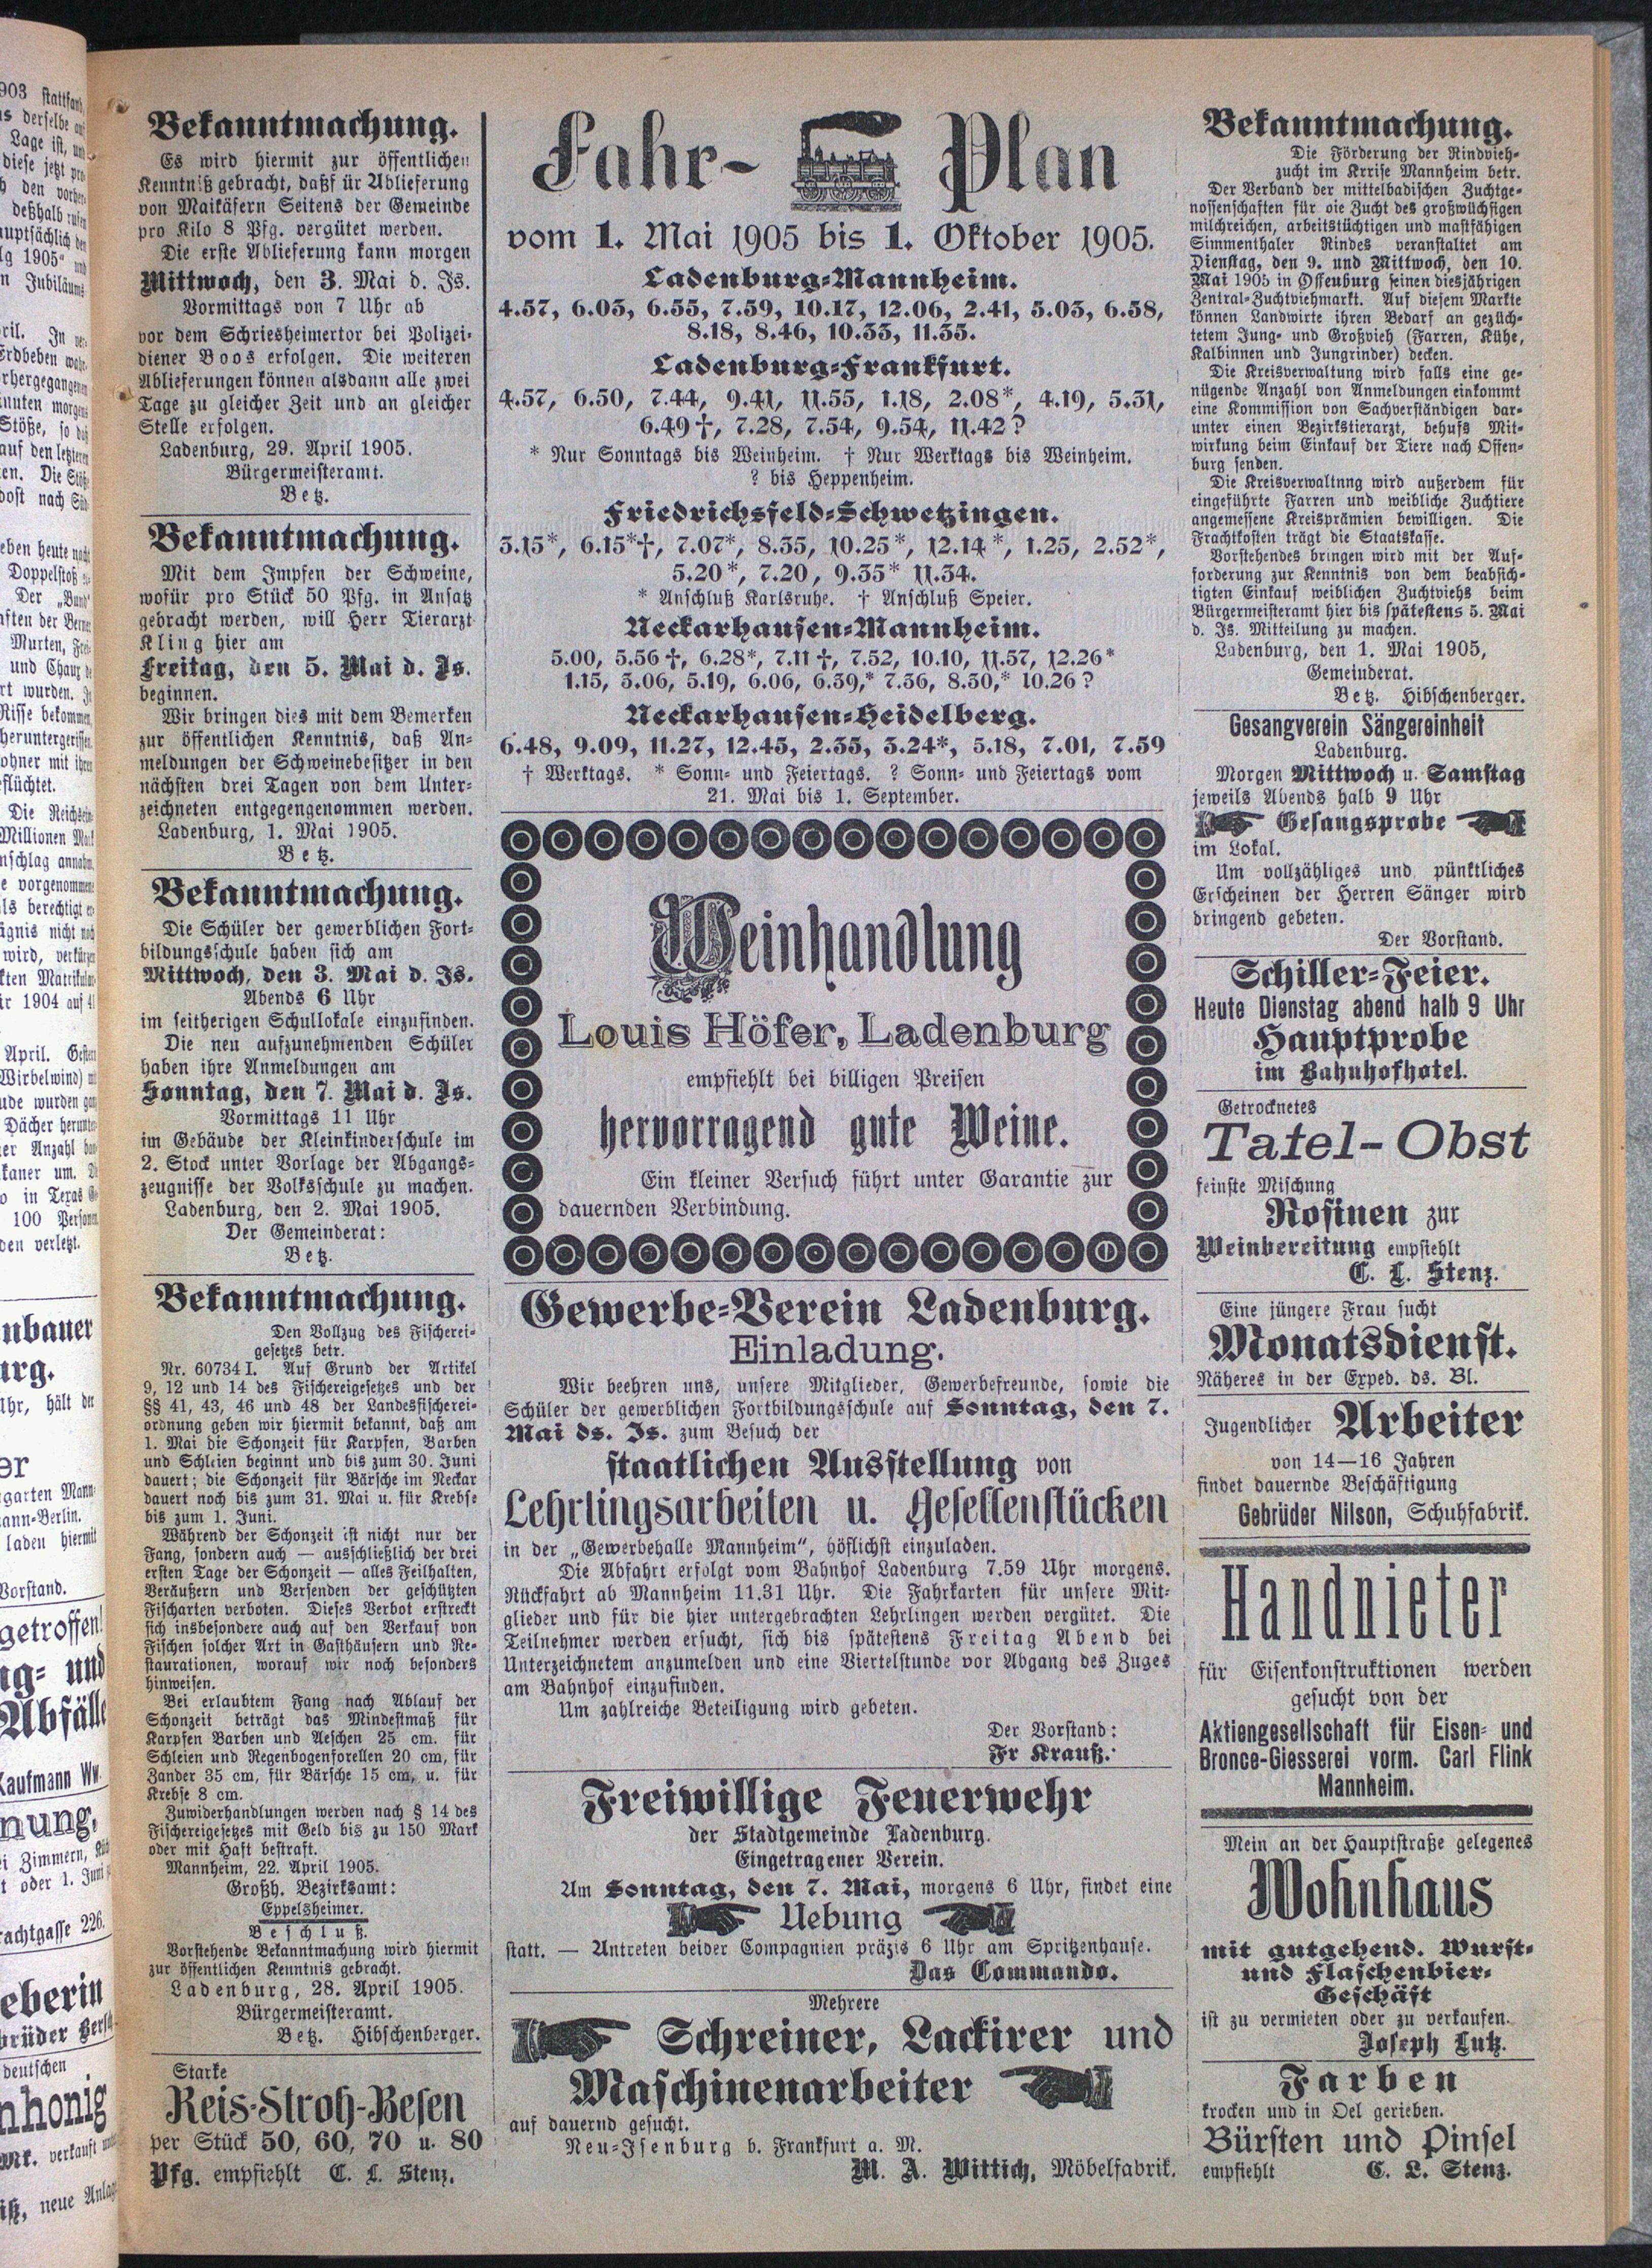 Bekanntmachung.
Es wird hiermit zur öffentlichen
Kenntniß gebracht, daßf ür Ablieferung
von Maikäfern Seitens der Gemeinde
pro Kilo 8 Pfg. vergütet werden.
Die erste Ablieferung kann morgen
Mittwoch, den 3. Mai d. Js.
Vormittags von 7 Uhr ab
vor dem Schriesheimertor bei Polizei-
diener Boos erfolgen. Die weiteren
Ablieferungen können alsdann alle zwei
Tage zu gleicher Zeit und an gleicher
Stelle erfolgen.
Ladenburg, 29. April 1905.
Bürgermeisteramt.
Betz.
Bekanntmachung.
Mit dem Impfen der Schweine,
wofür pro Stück 50 Pfg. in Ansatz
gebracht werden, will Herr Tierarzt
Kling hier am
Freitag, den 5. Mai d. Js.
beginnen.
Wir bringen dies mit dem Bemerken
zur öffentlichen Kenntnis, daß An-
meldungen der Schweinebesitzer in den
nächsten drei Tagen von dem Unter-
zeichneten entgegengenommen werden.
Ladenburg, 1. Mai 1905.
Betz.
Bekanntmachung.
Die Schüler der gewerblichen Fort-
bildungsschule haben sich am
Mittwoch, den 3. Mai d. Js.
Abends 6 Uhr
im seitherigen Schullokale einzufinden.
Die neu aufzunehmenden Schüler
haben ihre Anmeldungen am
Sonntag, den 7. Mai d. Js.
Vormittags 11 Uhr
im Gebäude der Kleinkinderschule im
2. Stock unter Vorlage der Abgangs-
zeugnisse der Volksschule zu machen.
Ladenburg, den 2. Mai 1905.
Der Gemeinderat:
Betz.
Bekanntmachung.
Den Vollzug des Fischerei-
gesetzes betr.
Nr. 60734 I. Auf Grund der Artikel
9, 12 und 14 des Fischereigesetzes und der
§§ 41, 43, 46 und 48 der Landesfischerei-
ordnung geben wir hiermit bekannt, daß am
1. Mai die Schonzeit für Karpfen, Barben
und Schleien beginnt und bis zum 30. Juni
dauert; die Schonzeit für Bärsche im Neckar
dauert noch bis zum 31. Mai u. für Krebse
bis zum 1. Juni.
Während der Schonzeit ist nicht nur der
Fang, sondern auch — ausschließlich der drei
ersten Tage der Schonzeit — alles Feilhalten,
Veräußern und Versenden der geschützten
Fischarten verboten. Dieses Verbot erstreckt
sich insbesondere auch auf den Verkauf von
Fischen solcher Art in Gasthäusern und Re-
staurationen, worauf wir noch besonders
hinweisen.
Bei erlaubtem Fang nach Ablauf der
Schonzeit beträgt das Mindestmaß für
Karpfen Barben und Aeschen 25 cm. für
Schleien und Regenbogenforellen 20 cm, für
Zander 35 cm, für Bärsche 15 cm, u. für
Krebse 8 cm.
Zuwiderhandlungen werden nach § 14 des
Fischereigesetzes mit Geld bis zu 150 Mark
oder mit Haft bestraft.
Mannheim, 22. April 1905.
Großh. Bezirksamt:
Eppelsheimer.
Beschluß.
Vorstehende Bekanntmachung wird hiermit
zur öffentlichen Kenntnis gebracht.
Ladenburg, 28. April 1905.
Bürgermeisteramt.
Betz. Hibschenberger.
Starke
Reis-Stroh-Besen
per Stück 50, 60, 70 u. 80
Pfg. empfiehlt C. L. Stenz.
Fahr-Plan
vom 1. Mai 1905 bis 1. Oktober 1905.
Ladenburg-Mannheim.
4.57, 6.03, 6.55, 7.59, 10.17, 12.06, 2.41, 5.03, 6.58,
8.18, 8.46, 10.33, 11.35.
Ladenburg-Frankfurt.
4.57, 6.50, 7.44, 9.41, 11.55, 1.18, 2.08*, 4.19, 5.31,
6.49†, 7.28, 7.54, 9.54, 11.42?
* Nur Sonntags bis Weinheim. † Nur Werktags bis Weinheim.
? bis Heppenheim.
Friedrichsfeld-Schwetzingen.
3.15*, 6.15*†, 7.07*, 8.35, 10.25*, 12.14*, 1.25, 2.52*,
5.20*, 7.20, 9.35* 11.34.
* Anschluß Karlsruhe. † Anschluß Speier.
Neckarhausen-Mannheim.
5.00, 5.56†, 6.28*, 7.11†, 7.52, 10.10, 11.57, 12.26*
1.15, 3.06, 5.19, 6.06, 6.39,* 7.36, 8.30,* 10.26?
Neckarhausen-Heidelberg.
6.48, 9.09, 11.27, 12.45, 2.35, 3.24*, 5.18, 7.01, 7.59
† Werktags. * Sonn- und Feiertags. ? Sonn- und Feiertags vom
21. Mai bis 1. September.
Weinhandlung
Louis Höfer, Ladenburg
empfiehlt bei billigen Preisen
hervorragend gute Weine.
Ein kleiner Versuch führt unter Garantie zur
dauernden Verbindung.
Gewerbe-Verein Ladenburg.
Einladung.
Wir beehren uns, unsere Mitglieder, Gewerbefreunde, sowie die
Schüler der gewerblichen Fortbildungsschule auf Sonntag, den 7.
Mai ds. Js. zum Besuch der
staatlichen Ausstellung von
Lehrlingsarbeiten u. Gesellenstücken
in der „Gewerbehalle Mannheim“, höflichst einzuladen.
Die Abfahrt erfolgt vom Bahnhof Ladenburg 7.59 Uhr morgens.
Rückfahrt ab Mannheim 11.31 Uhr. Die Fahrkarten für unsere Mit-
glieder und für die hier untergebrachten Lehrlingen werden vergütet. Die
Teilnehmer werden ersucht, sich bis spätestens Freitag Abend bei
Unterzeichnetem anzumelden und eine Viertelstunde vor Abgang des Zuges
am Bahnhof einzufinden.
Um zahlreiche Beteiligung wird gebeten.
Der Vorstand:
Fr Krauß.
Freiwillige Feuerwehr
der Stadtgemeinde Ladenburg.
Eingetragener Verein.
Am Sonntag, den 7. Mai, morgens 6 Uhr, findet eine
Uebung
statt. — Antreten beider Compagnien präzis 6 Uhr am Spritzenhause.
Das Commando.
Mehrere
Schreiner, Lackirer und
Maschinenarbeiter
auf dauernd gesucht.
Neu-Isenburg b. Frankfurt a. M.
M. A. Wittich, Möbelfabrik.
Bekanntmachung.
Die Förderung der Rindvieh-
zucht im Krrise Mannheim betr.
Der Verband der mittelbadischen Zuchtge-
nossenschaften für oie Zucht des großwüchsigen
milchreichen, arbeitstüchtigen und mastfähigen
Simmenthaler Rindes veranstaltet am
Dienstag, den 9. und Mittwoch, den 10.
Mai 1905 in Offenburg seinen diesjährigen
Zentral-Zuchtviehmarkt. Auf diesem Markte
können Landwirte ihren Bedarf an gezüch-
tetem Jung- und Großvieh (Farren, Kühe,
Kalbinnen und Jungrinder) decken.
Die Kreisverwaltung wird falls eine ge-
nügende Anzahl von Anmeldungen einkommt
eine Kommission von Sachverständigen dar-
unter einen Bezirkstierarzt, behufs Mit-
wirkung beim Einkauf der Tiere nach Offen-
burg senden.
Die Kreisverwaltnng wird außerdem für
eingeführte Farren und weibliche Zuchttiere
angemessene Kreisprämien bewilligen. Die
Frachtkosten trägt die Staatskasse.
Vorstehendes bringen wird mit der Auf-
forderung zur Kenntnis von dem beabsich-
tigten Einkauf weiblichen Zuchtviehs beim
Bürgermeisteramt hier bis spätestens 5. Mai
d. Js. Mitteilung zu machen.
Ladenburg, den 1. Mai 1905,
Gemeinderat.
Betz. Hibschenberger.
Gesangverein Sängereinheit
Ladenburg.
Morgen Mittwoch u. Samstag
jeweils Abends halb 9 Uhr
Gesangsprobe
im Lokal.
Um vollzähliges und pünktliches
Erscheinen der Herren Sänger wird
dringend gebeten.
Der Vorstand.
Schiller-Feier.
Heute Dienstag abend halb 9 Uhr
Hauptprobe
im Bahnhofhotel.
Getrocknetes
Tafel-Obst
feinste Mischung
Rosinen zur
Weinbereitung empfiehlt
C. L. Stenz.
Eine jüngere Frau sucht
Monatsdienst.
Näheres in der Exped. ds. Bl.
Jugendlicher Arbeiter
von 14—16 Jahren
findet dauernde Beschäftigung
Gebrüder Nilson, Schuhfabrik.
Handnieter
für Eisenkonstruktionen werden
gesucht von der
Aktiengesellschaft für Eisen- und
Bronce-Giesserei vorm. Carl Flink
Mannheim.
Mein an der Hauptstraße gelegenes
Wohnhaus
mit gutgehend. Wurst-
und Flaschenbier-
Geschäft
ist zu vermieten oder zu verkaufen.
Joseph Lutz.
Farben
trocken und in Oel gerieben.
Bürsten und Pinsel
empfiehlt C. L. Stenz.